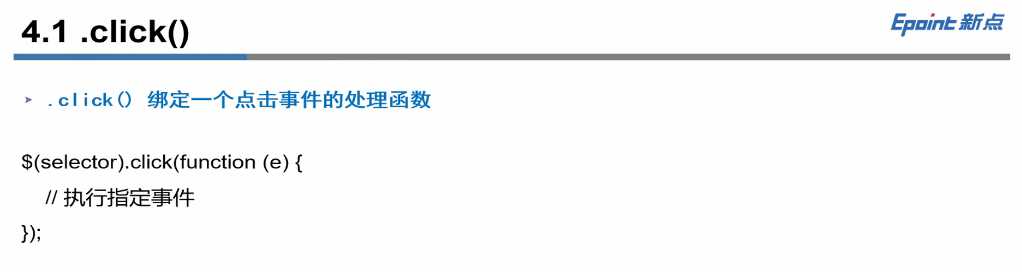 4.1 .click()
Epoint 新点
.click() 绑定一个点击事件的处理函数
$(selector).click(function (e) {
// 执行指定事件
});